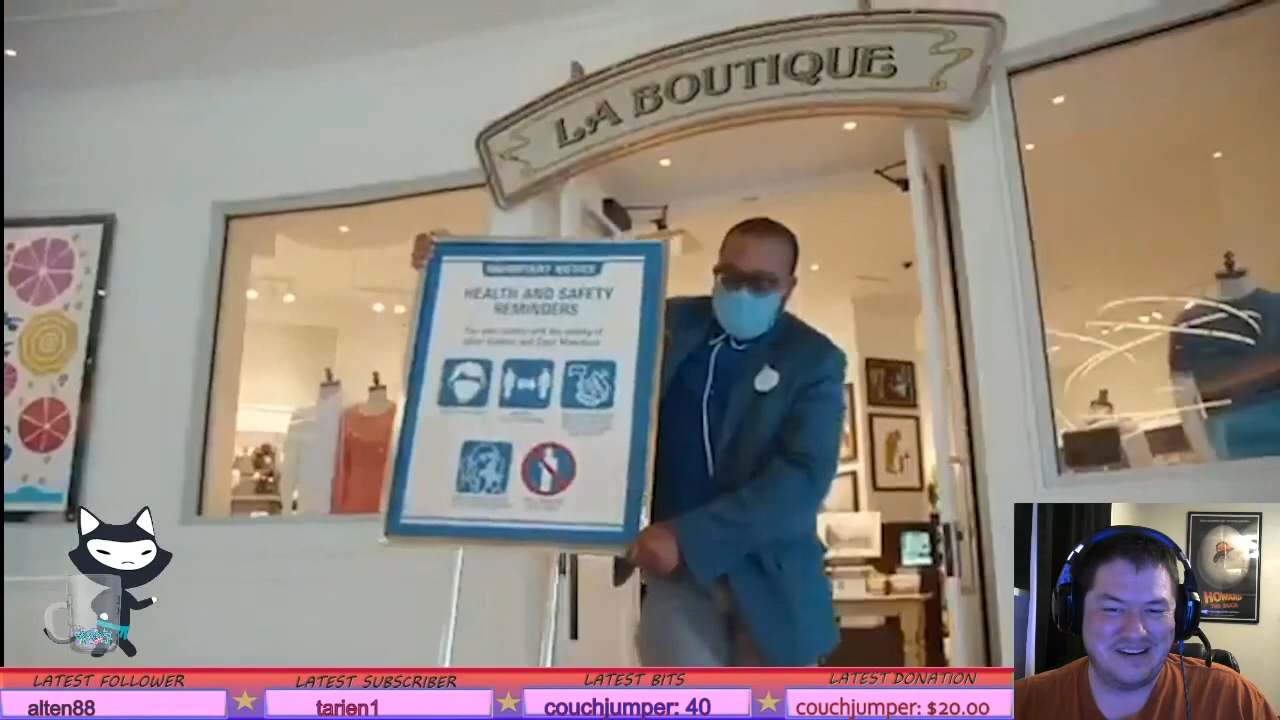 LA BOUTIQUE
IMPORTANT NOTICE
HEALTH AND SAFETY
REMINDERS
HOWARD
THE DUCK
LATEST FOLLOWER
LATEST SUBSCRIBER
LATEST BITS
LATEST DONATION
alten88
tarien1
couchjumper: 40
couchjumper: $20.00